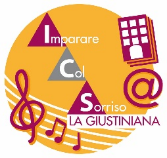 Imparare
Col
Sorriso
LA GIUSTINIANA
@